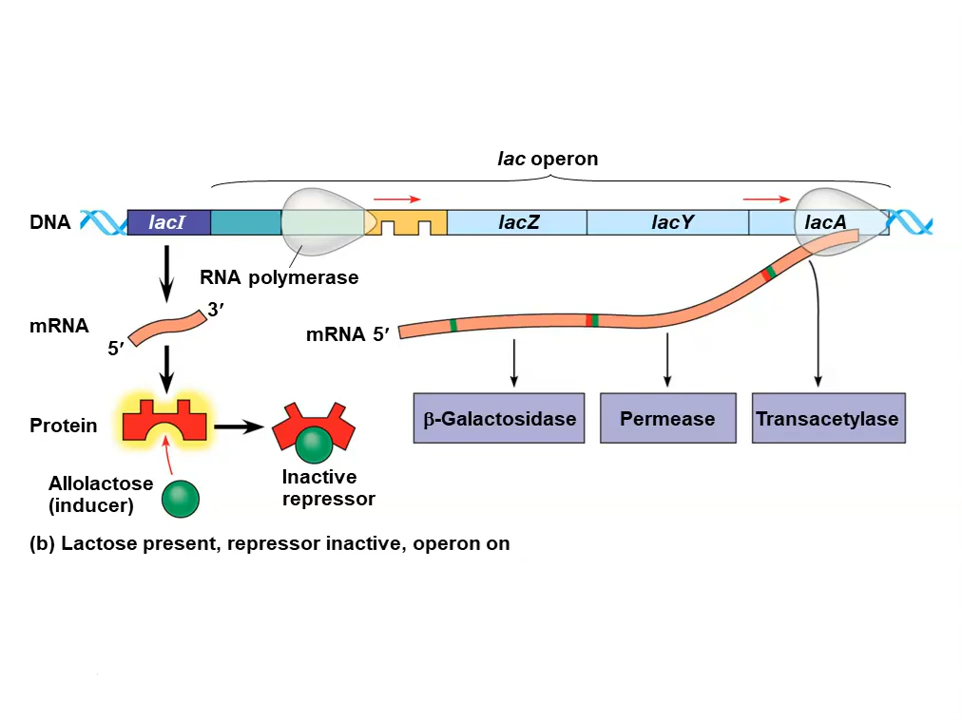 lac operon
DNA
lacI
lacZ
lacY
lacA
RNA polymerase
mRNA
3′
5′
mRNA 5′
Protein
β-Galactosidase
Permease
Transacetylase
Allolactose
(inducer)
Inactive
repressor
(b) Lactose present, repressor inactive, operon on